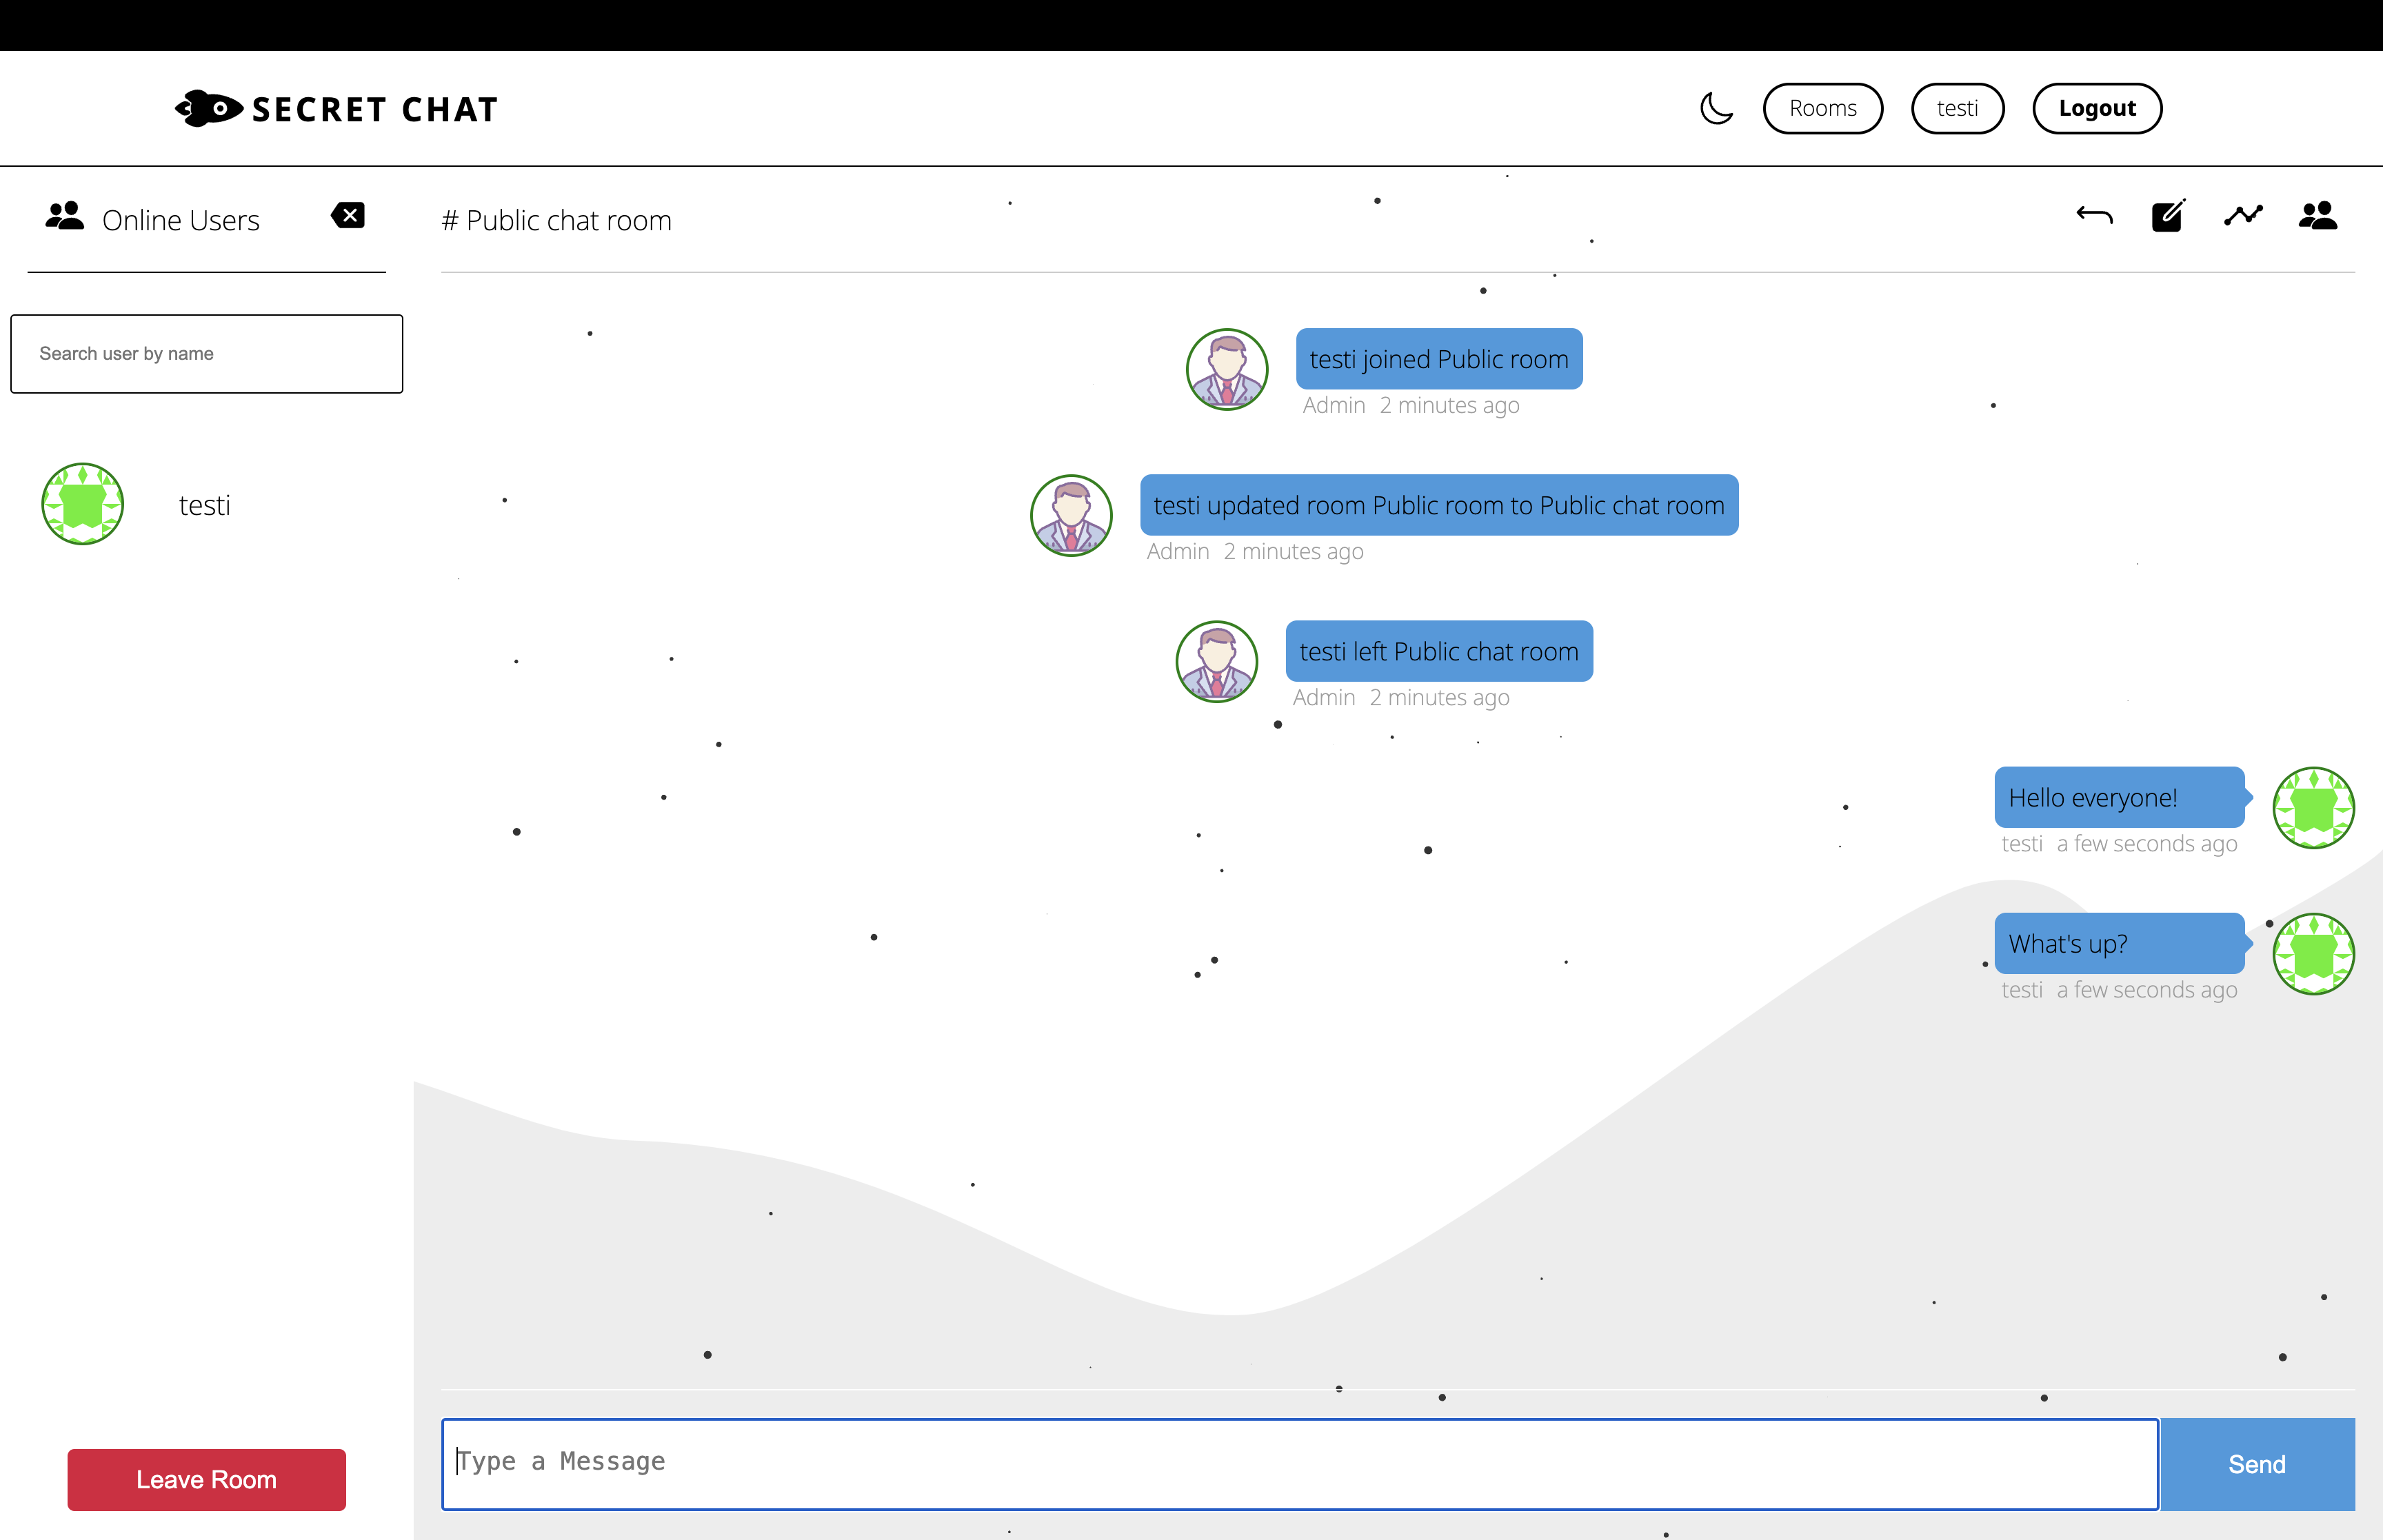 SECRET CHAT
Rooms
testi
Logout
Online Users
# Public chat room
Search user by name
testi
testi joined Public room
Admin 2 minutes ago
testi updated room Public room to Public chat room
Admin 2 minutes ago
testi left Public chat room
Admin 2 minutes ago
Hello everyone!
testi a few seconds ago
What's up?
testi a few seconds ago
Leave Room
Type a Message
Send